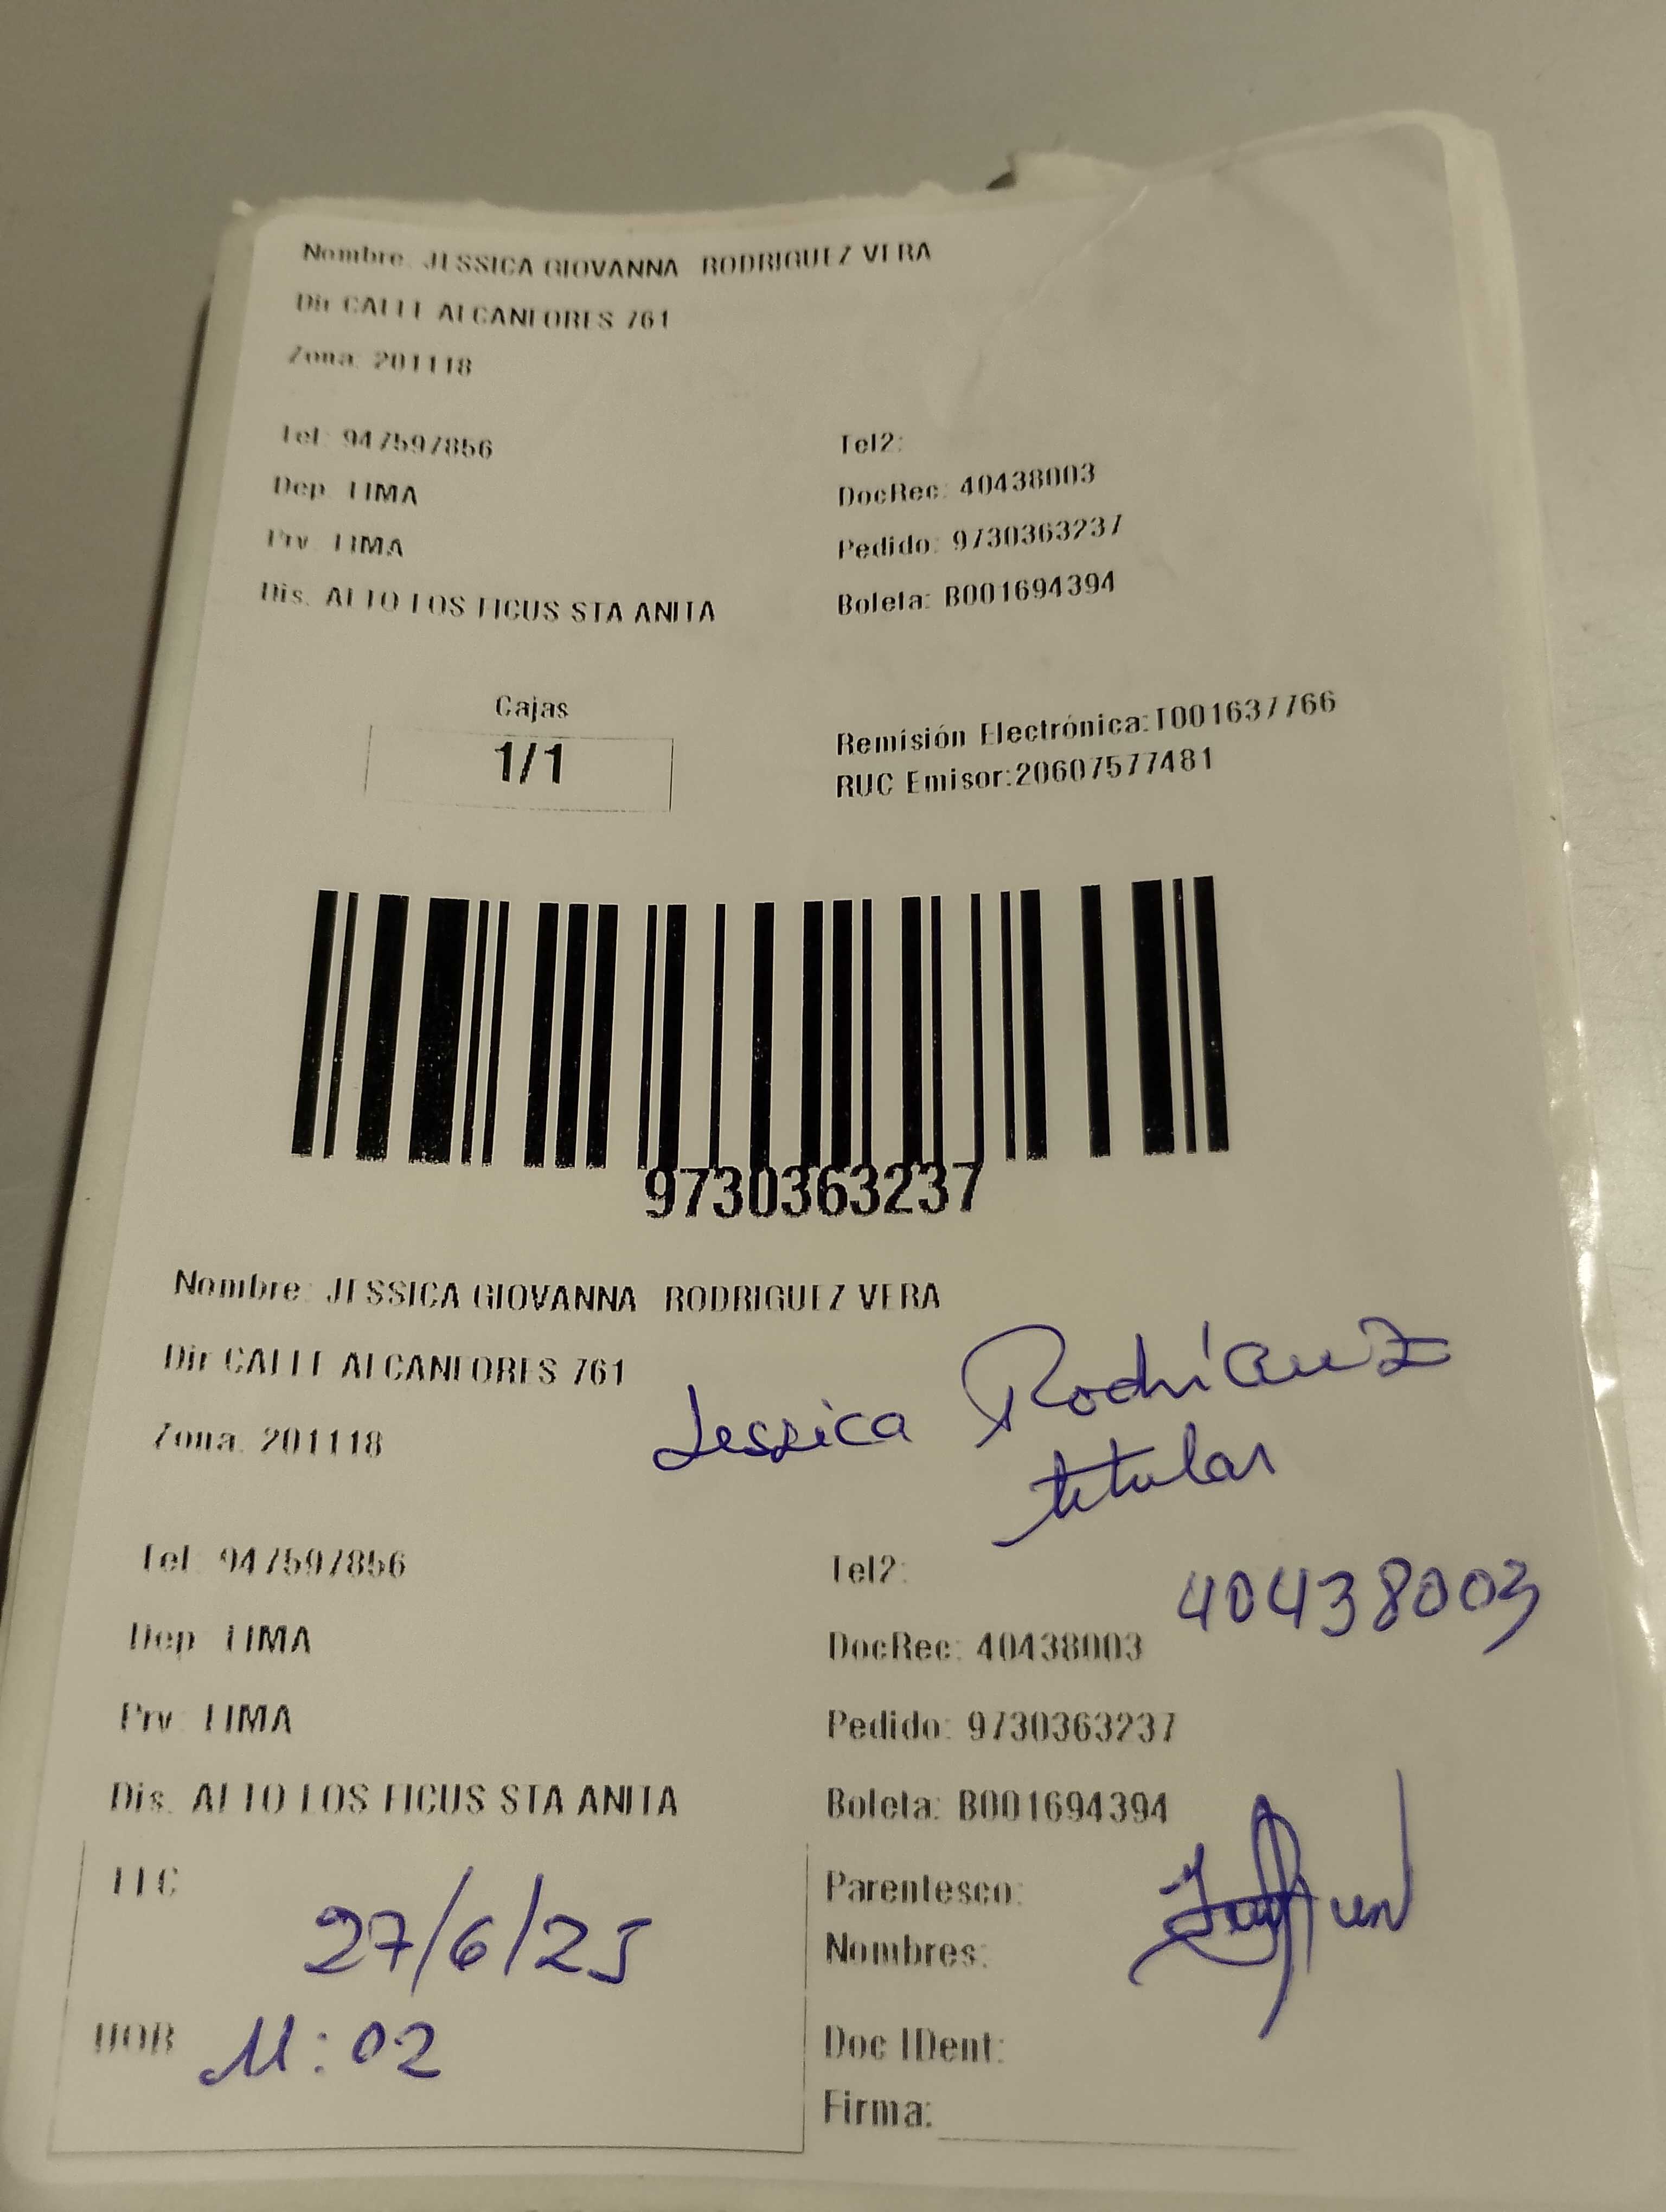 Nombre: JESSICA GIOVANNA RODRIGUEZ VERA
Dir CALLE ALCANFORES 761
Zona: 201118
Tel: 947597856 Tel2:
Dep: LIMA DocRec: 40438003
Prv: LIMA Pedido: 9730363237
Dis. ALTO LOS FICUS STA ANITA Boleta: B001694394
Cajas
1/1
Remisión Electrónica:T001637766
RUC Emisor:20607577481
9730363237
Nombre: JESSICA GIOVANNA RODRIGUEZ VERA
Dir CALLE ALCANFORES 761
Jessica Rodríguez
Zona: 201118
titular
Tel: 947597856 Tel2:
40438003
Dep: LIMA DocRec: 40438003
Prv: LIMA Pedido: 9730363237
Dis. ALTO LOS FICUS STA ANITA Boleta: B001694394
Parentesco:
27/6/25
Nombres:
HOR 11:02
Doc IDent:
Firma: